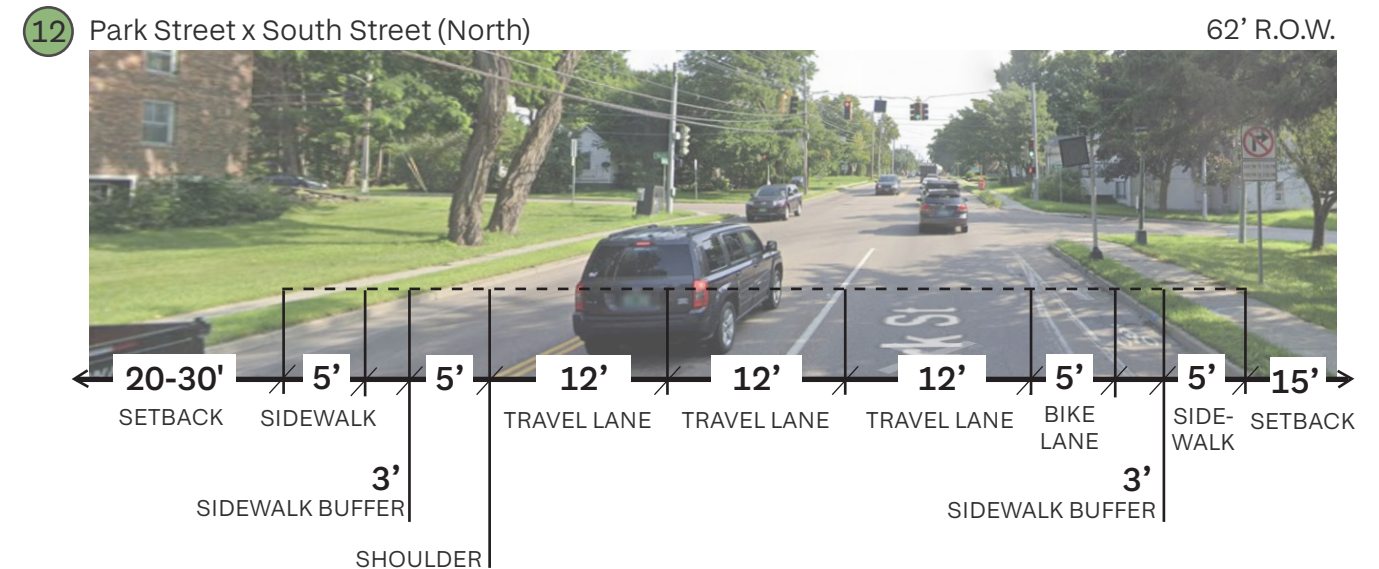 12 Park Street x South Street (North) 62’ R.O.W.
k St
20-30' 5’ 5’ 12’ 12’ 12’ 5’ 5’ 15’
SETBACK SIDEWALK TRAVEL LANE TRAVEL LANE TRAVEL LANE BIKE SIDE- SETBACK
LANE WALK
3’ 3’
SIDEWALK BUFFER SIDEWALK BUFFER
SHOULDER